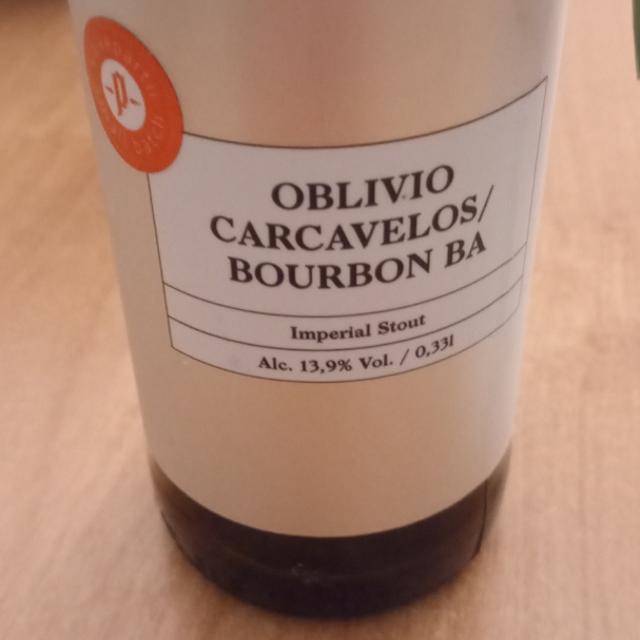 P
OBLIVIO
CARCAVELOS/
BOURBON BA
Imperial Stout
Alc. 13,9% Vol. / 0,33l